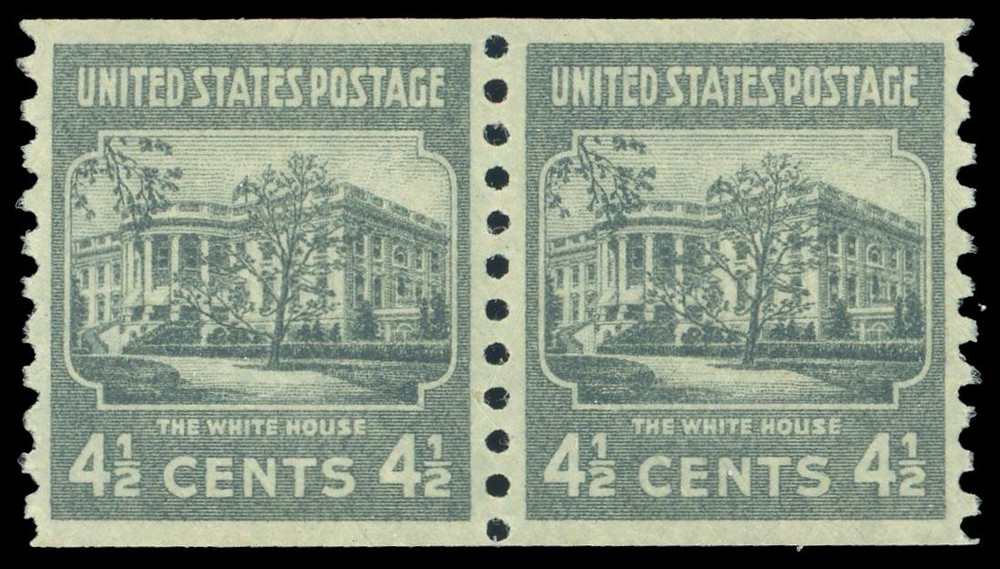 UNITED STATES POSTAGE
THE WHITE HOUSE
4½ CENTS 4½
UNITED STATES POSTAGE
THE WHITE HOUSE
4½ CENTS 4½